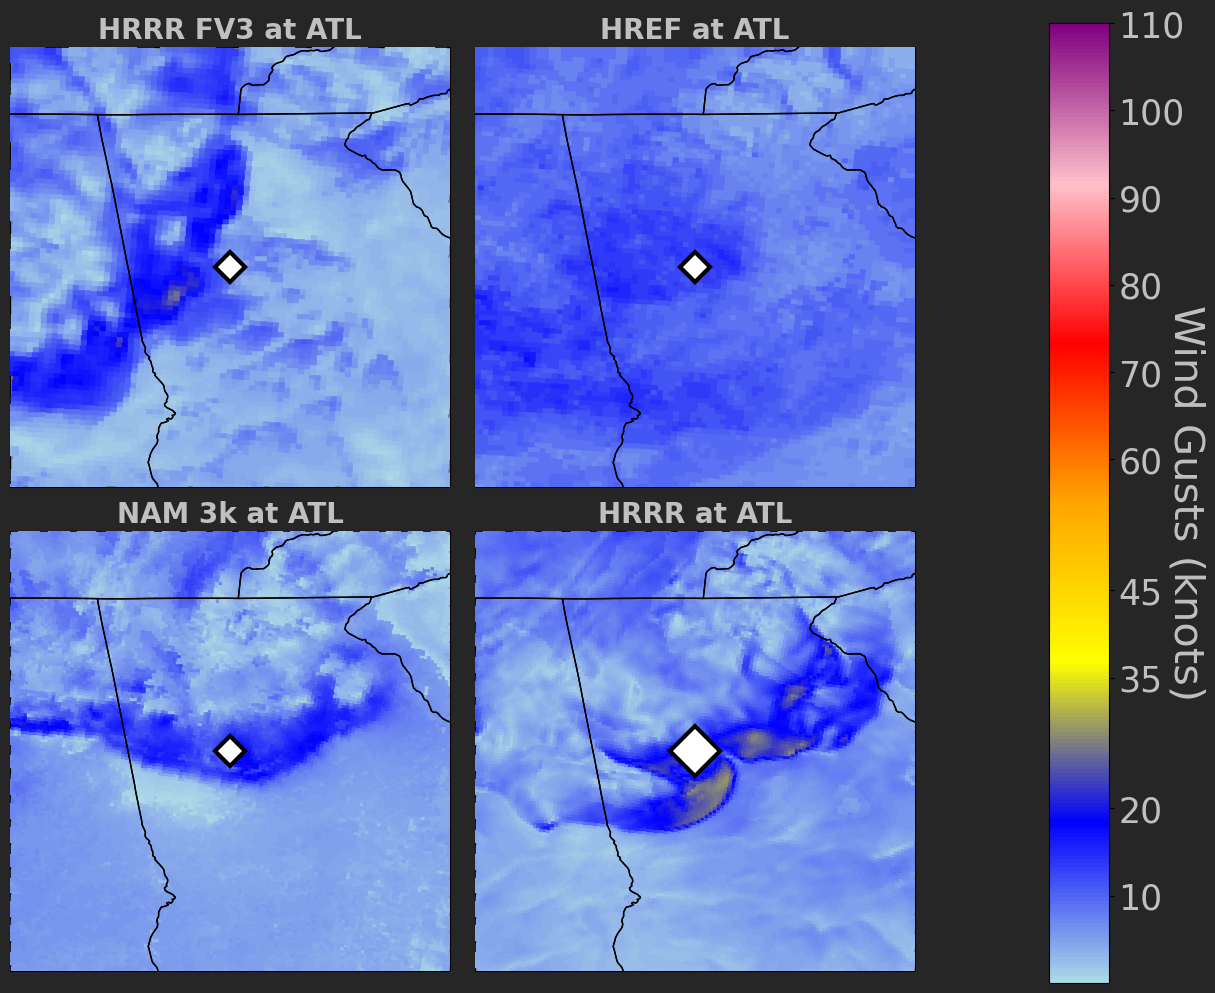 HRRR FV3 at ATL
HREF at ATL
NAM 3k at ATL
HRRR at ATL
110
100
90
80
70
60
45
35
20
10
Wind Gusts (knots)